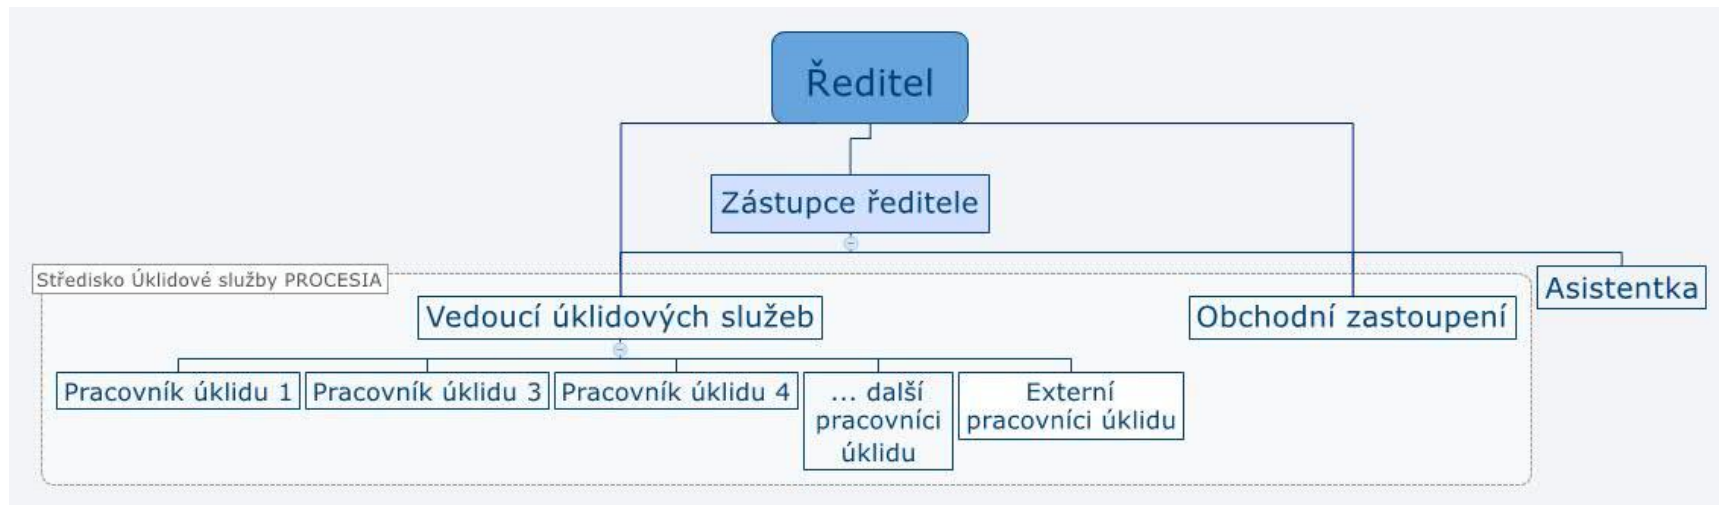 Ředitel
Zástupce ředitele
Středisko Úklidové služby PROCESIA
Asistentka
Vedoucí úklidových služeb
Obchodní zastoupení
Pracovník úklidu 1
Pracovník úklidu 3
Pracovník úklidu 4
... další
pracovníci
úklidu
Externí
pracovníci úklidu